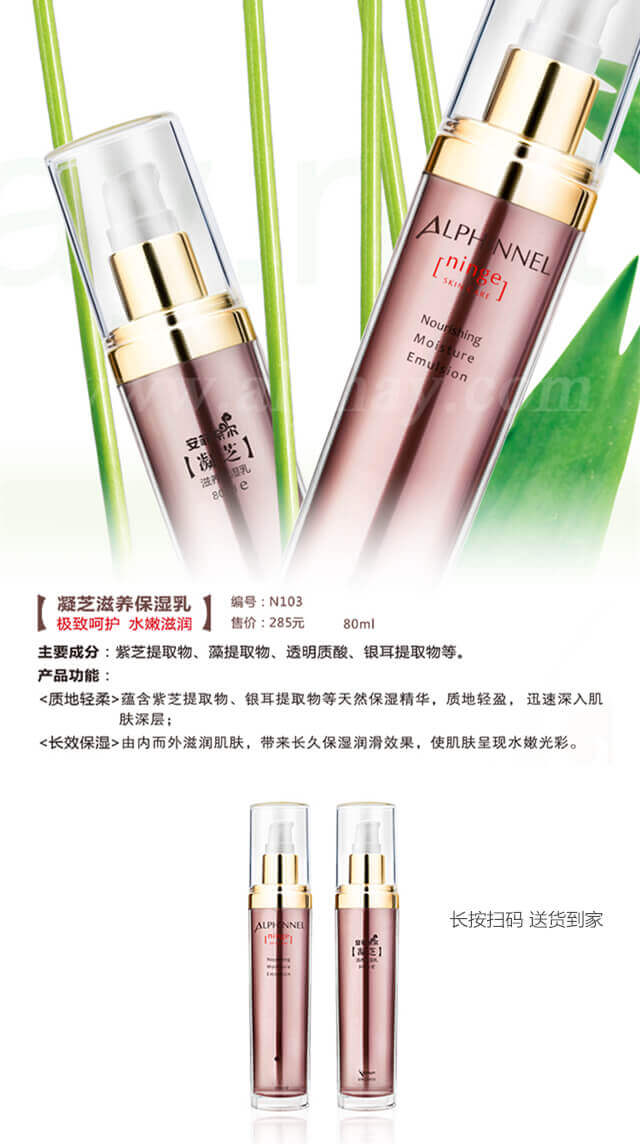 ALPHNNEL
[ninge]
SKIN CARE
Nourishing
Moisture
Emulsion
【凝芝】
80 e
【凝芝滋养保湿乳
极致呵护 水嫩滋润】
编号：N103
售价：285元 80ml
主要成分：紫芝提取物、藻提取物、透明质酸、银耳提取物等。
产品功能：
<质地轻柔>蕴含紫芝提取物、银耳提取物等天然保湿精华，质地轻盈， 迅速深入肌
肤深层；
<长效保湿>由内而外滋润肌肤，带来长久保湿润滑效果，使肌肤呈现水嫩光彩。
ALPHNNEL
[ninge]
Nourishing
Moisture
Emulsion
【凝芝】
长按扫码 送货到家